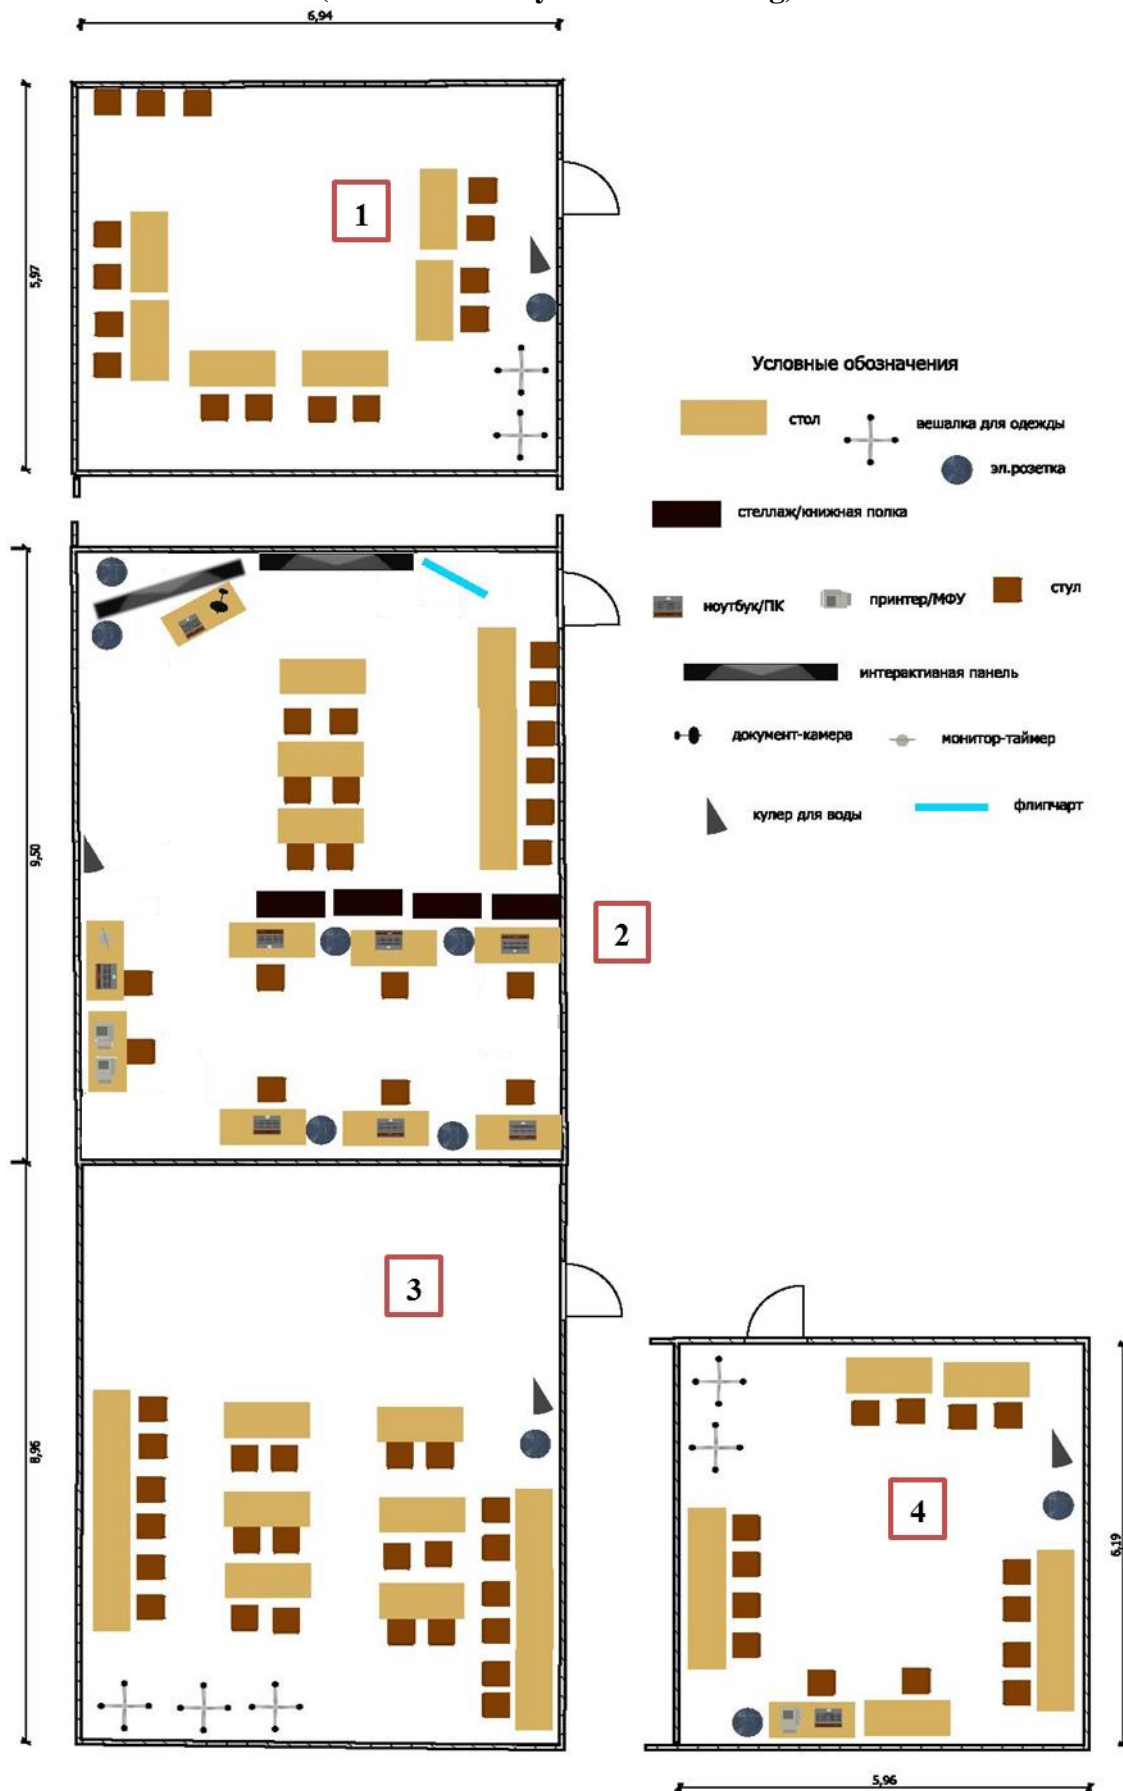 6,94
5,97
1
Условные обозначения
стол
вешалка для одежды
эл.розетка
стеллаж/книжная полка
ноутбук/ПК
принтер/МФУ
стул
интерактивная панель
документ-камера
монитор-таймер
кулер для воды
флипчарт
9,50
2
3
8,96
4
6,19
5,96